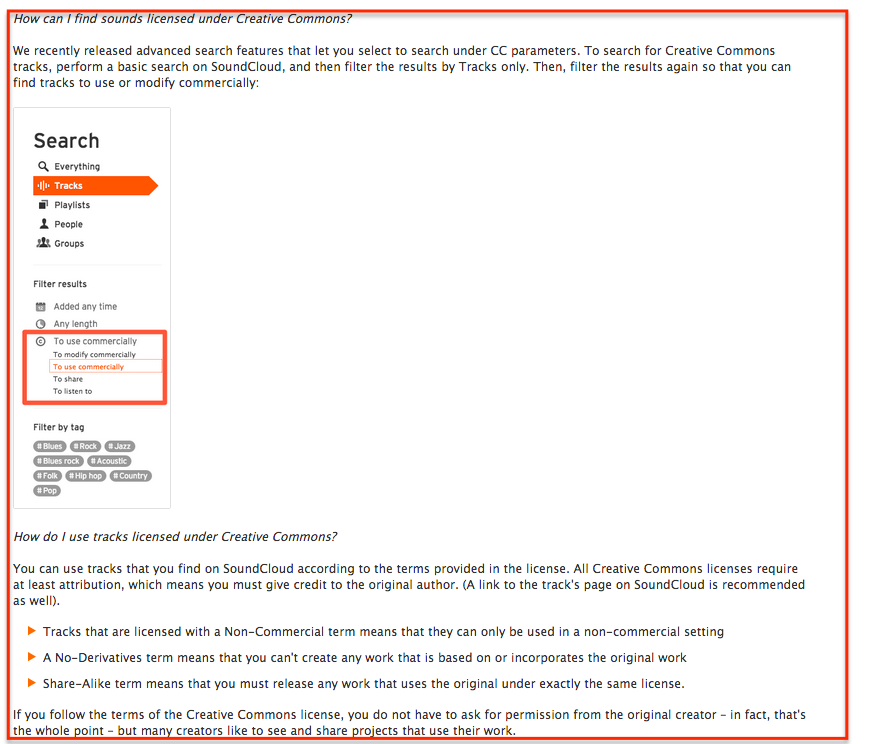 How can I find sounds licensed under Creative Commons?
We recently released advanced search features that let you select to search under CC parameters. To search for Creative Commons
tracks, perform a basic search on SoundCloud, and then filter the results by Tracks only. Then, filter the results again so that you can
find tracks to use or modify commercially:
Search
Everything
Tracks
Playlists
People
Groups
Filter results
Added any time
Any length
To use commercially
To modify commercially
To use commercially
To share
To listen to
Filter by tag
#Blues #Rock #Jazz
#Blues rock #Acoustic
#Folk #Hip hop #Country
#Pop
How do I use tracks licensed under Creative Commons?
You can use tracks that you find on SoundCloud according to the terms provided in the license. All Creative Commons licenses require
at least attribution, which means you must give credit to the original author. (A link to the track's page on SoundCloud is recommended
as well).
Tracks that are licensed with a Non-Commercial term means that they can only be used in a non-commercial setting
A No-Derivatives term means that you can't create any work that is based on or incorporates the original work
Share-Alike term means that you must release any work that uses the original under exactly the same license.
If you follow the terms of the Creative Commons license, you do not have to ask for permission from the original creator – in fact, that's
the whole point – but many creators like to see and share projects that use their work.